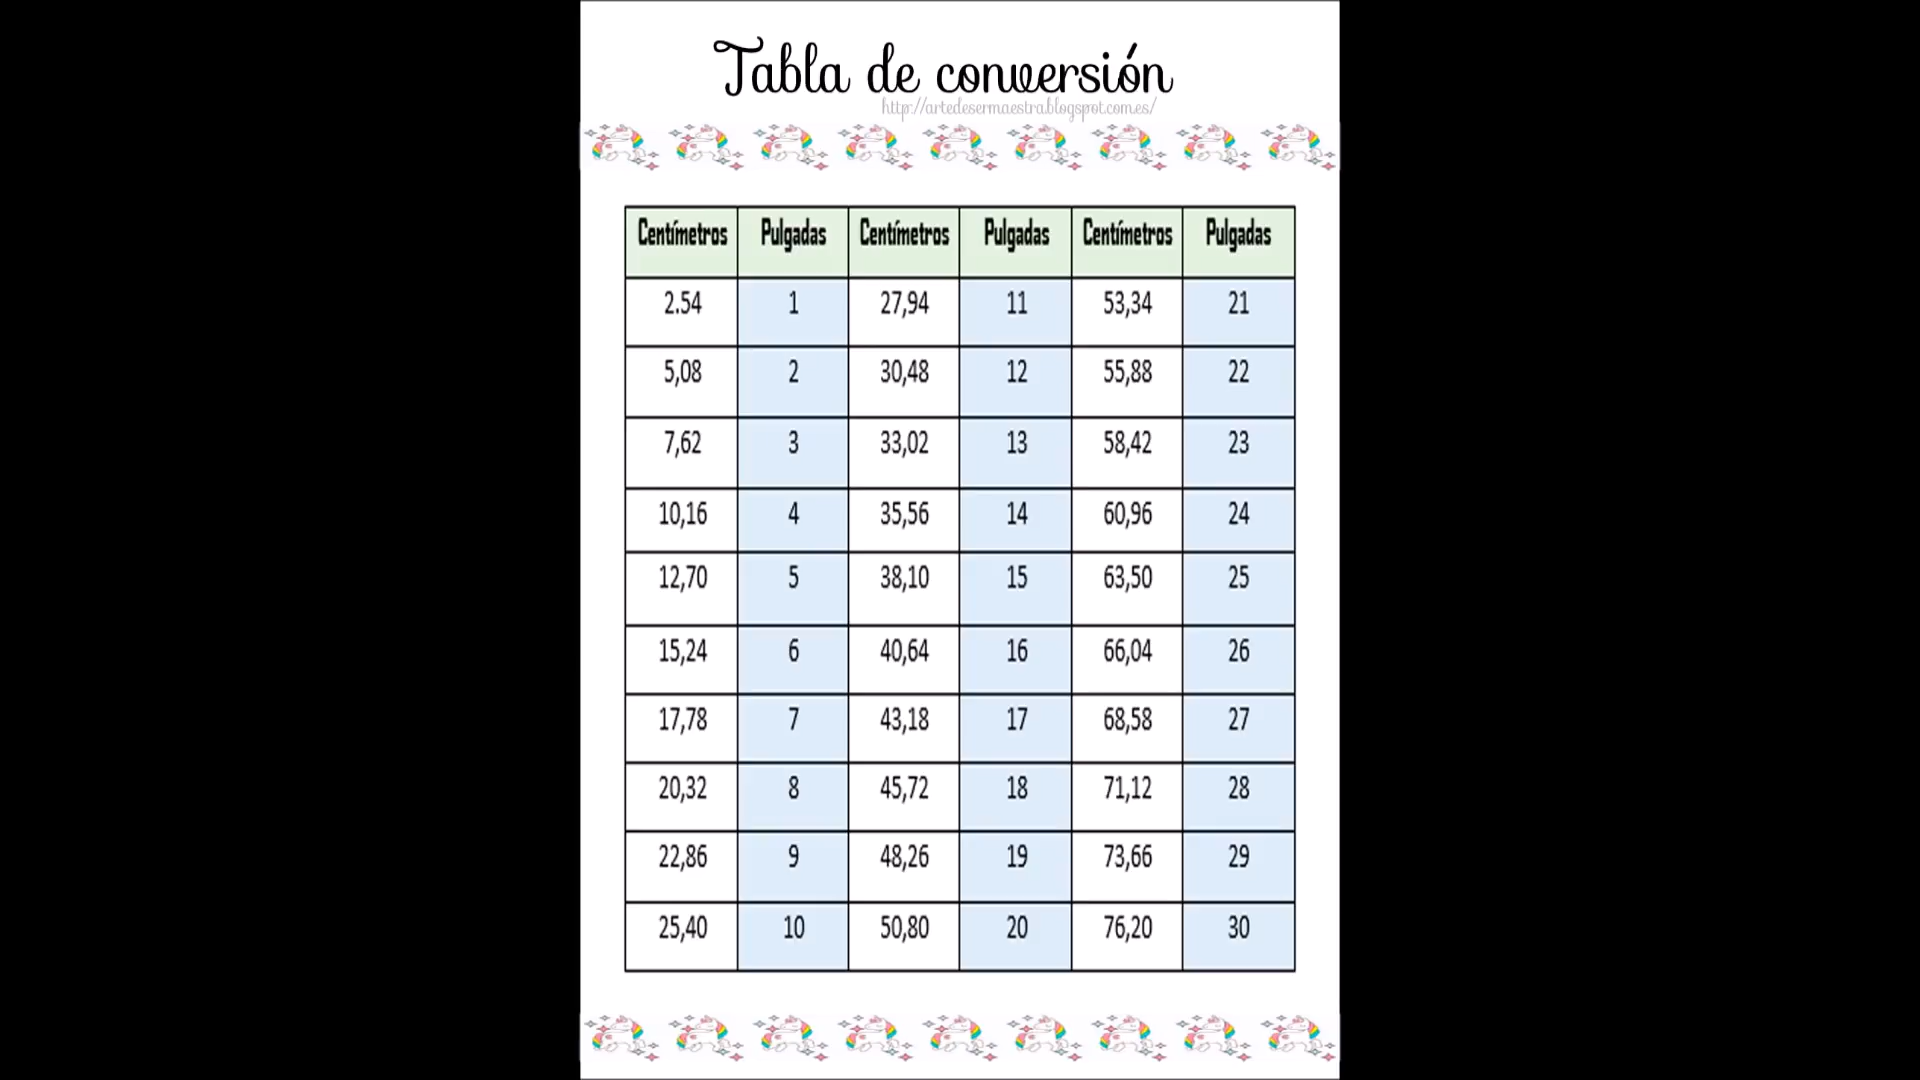 Tabla de conversión
http://artedesermaestra.blogspot.com.es/
Centímetros Pulgadas Centímetros Pulgadas Centímetros Pulgadas
2.54 1 27,94 11 53,34 21
5,08 2 30,48 12 55,88 22
7,62 3 33,02 13 58,42 23
10,16 4 35,56 14 60,96 24
12,70 5 38,10 15 63,50 25
15,24 6 40,64 16 66,04 26
17,78 7 43,18 17 68,58 27
20,32 8 45,72 18 71,12 28
22,86 9 48,26 19 73,66 29
25,40 10 50,80 20 76,20 30